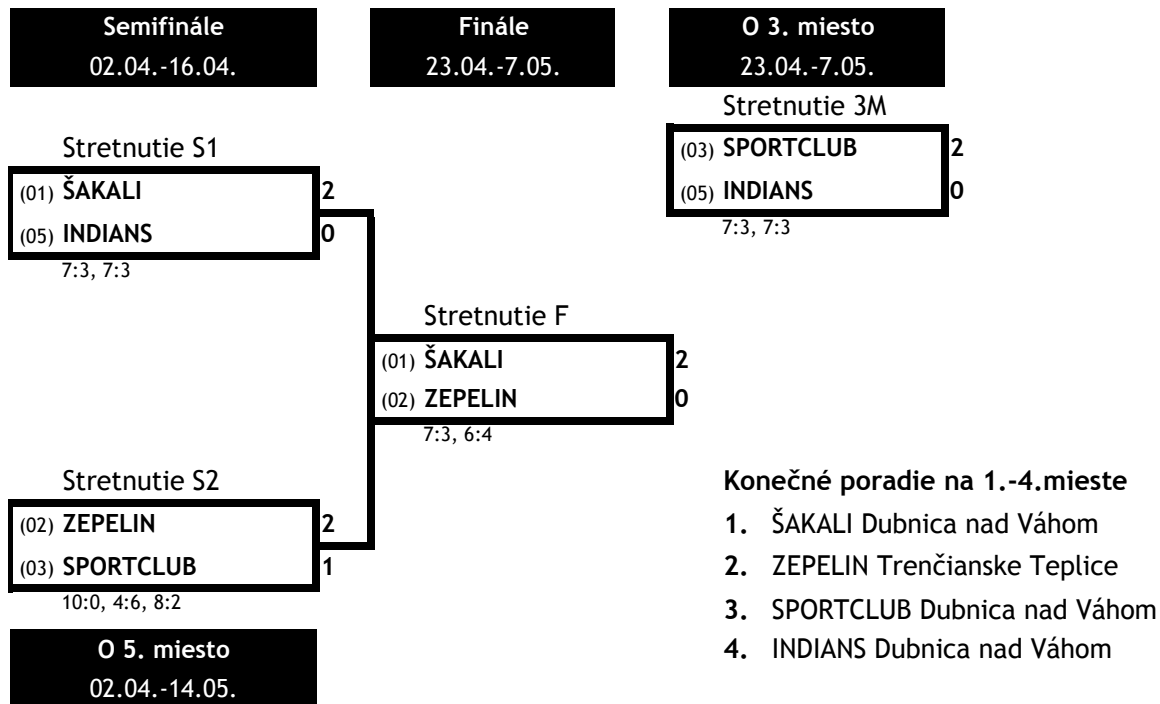 Semifinále
02.04.-16.04.
Finále
23.04.-7.05.
O 3. miesto
23.04.-7.05.
Stretnutie 3M
(03) SPORTCLUB 2
(05) INDIANS 0
7:3, 7:3
Stretnutie S1
(01) ŠAKALI 2
(05) INDIANS 0
7:3, 7:3
Stretnutie F
(01) ŠAKALI 2
(02) ZEPELIN 0
7:3, 6:4
Stretnutie S2
(02) ZEPELIN 2
(03) SPORTCLUB 1
10:0, 4:6, 8:2
Konečné poradie na 1.-4.mieste
1. ŠAKALI Dubnica nad Váhom
2. ZEPELIN Trenčianske Teplice
3. SPORTCLUB Dubnica nad Váhom
4. INDIANS Dubnica nad Váhom
O 5. miesto
02.04.-14.05.